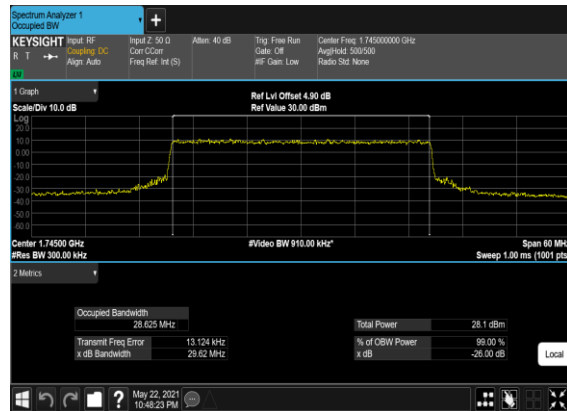 Spectrum Analyzer 1
Occupied BW
+
KEYSIGHT Input: RF Input Z: 50 Ω Atten: 40 dB Trig: Free Run Center Freq: 1.745000000 GHz
R T Coupling: DC Corr CCorr Gate: Off Avg|Hold: 500/500
Align: Auto Freq Ref: Int (S) #IF Gain: Low Radio Std: None
1 Graph
Ref Lvl Offset 4.90 dB
Scale/Div 10.0 dB Ref Value 30.00 dBm
Log
20.0
10.0
0.00
-10.0
-20.0
-30.0
-40.0
-50.0
-60.0
Center 1.74500 GHz #Video BW 910.00 kHz* Span 60 MHz
#Res BW 300.00 kHz Sweep 1.00 ms (1001 pts
2 Metrics
Occupied Bandwidth
28.625 MHz Total Power 28.1 dBm
Transmit Freq Error 13.124 kHz % of OBW Power 99.00 %
x dB Bandwidth 29.62 MHz x dB -26.00 dB
Local
?
May 22, 2021
10:48:23 PM